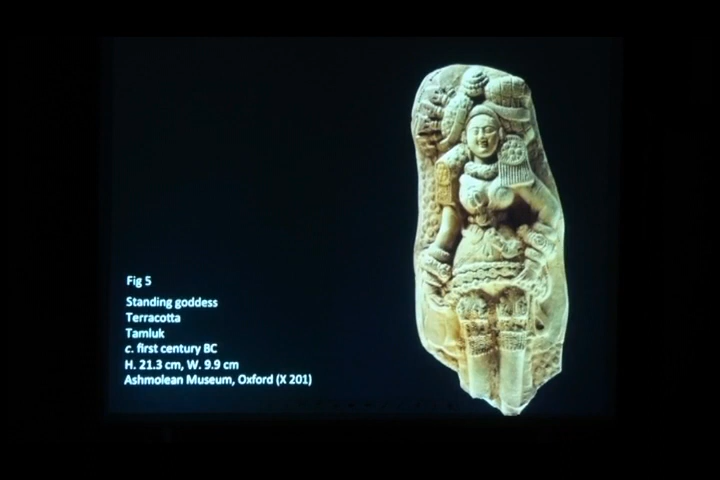 Fig 5
Standing goddess
Terracotta
Tamluk
c. first century BC
H. 21.3 cm, W. 9.9 cm
Ashmolean Museum, Oxford (X 201)